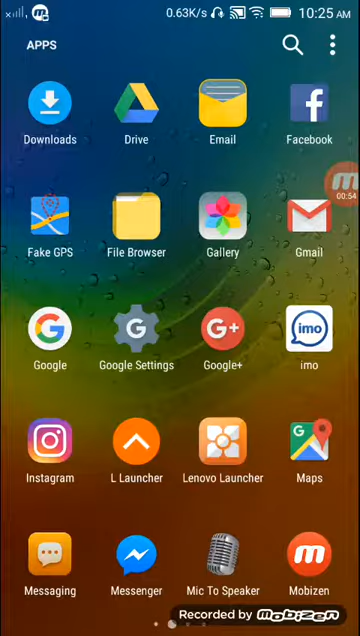 0.63K/s 10:25 AM
APPS
Downloads Drive Email Facebook
00:54
Fake GPS File Browser Gallery Gmail
G G G+ imo
Google Google Settings Google+ imo
Instagram L Launcher Lenovo Launcher Maps
Messaging Messenger Mic To Speaker Mobizen
Recorded by mobizen